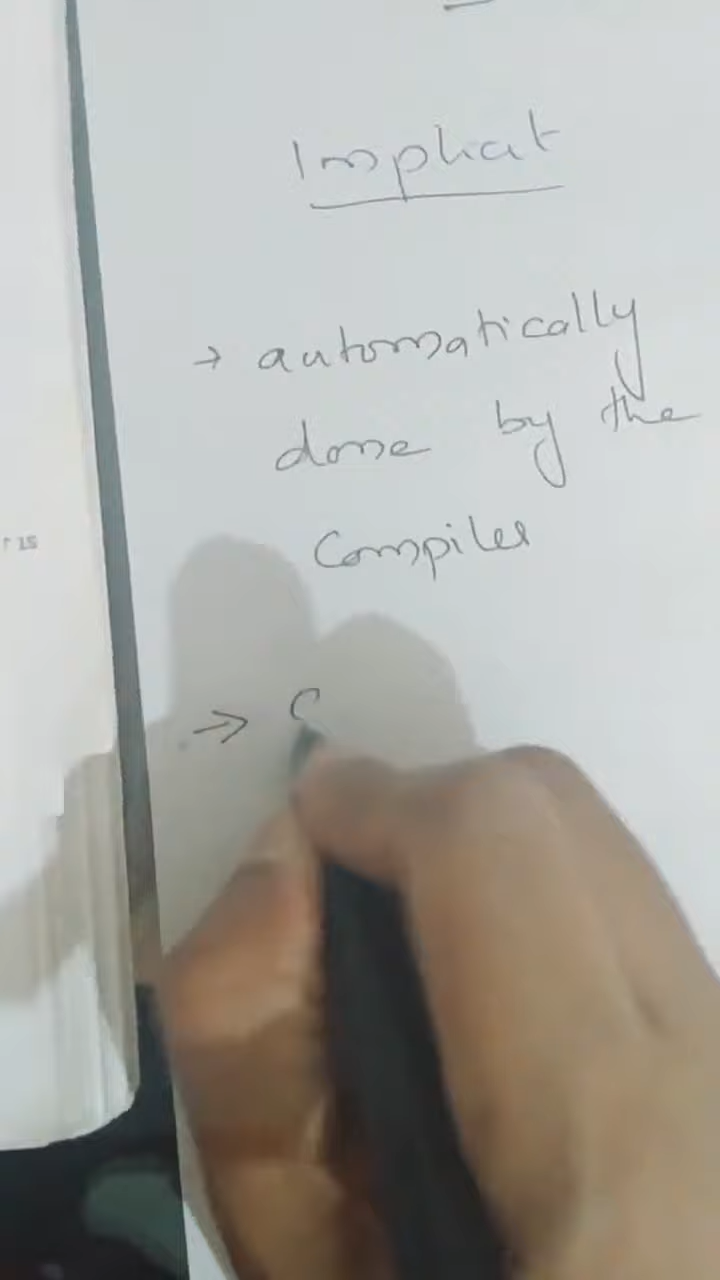 Implicit
→ automatically
done by the
Compiler
→